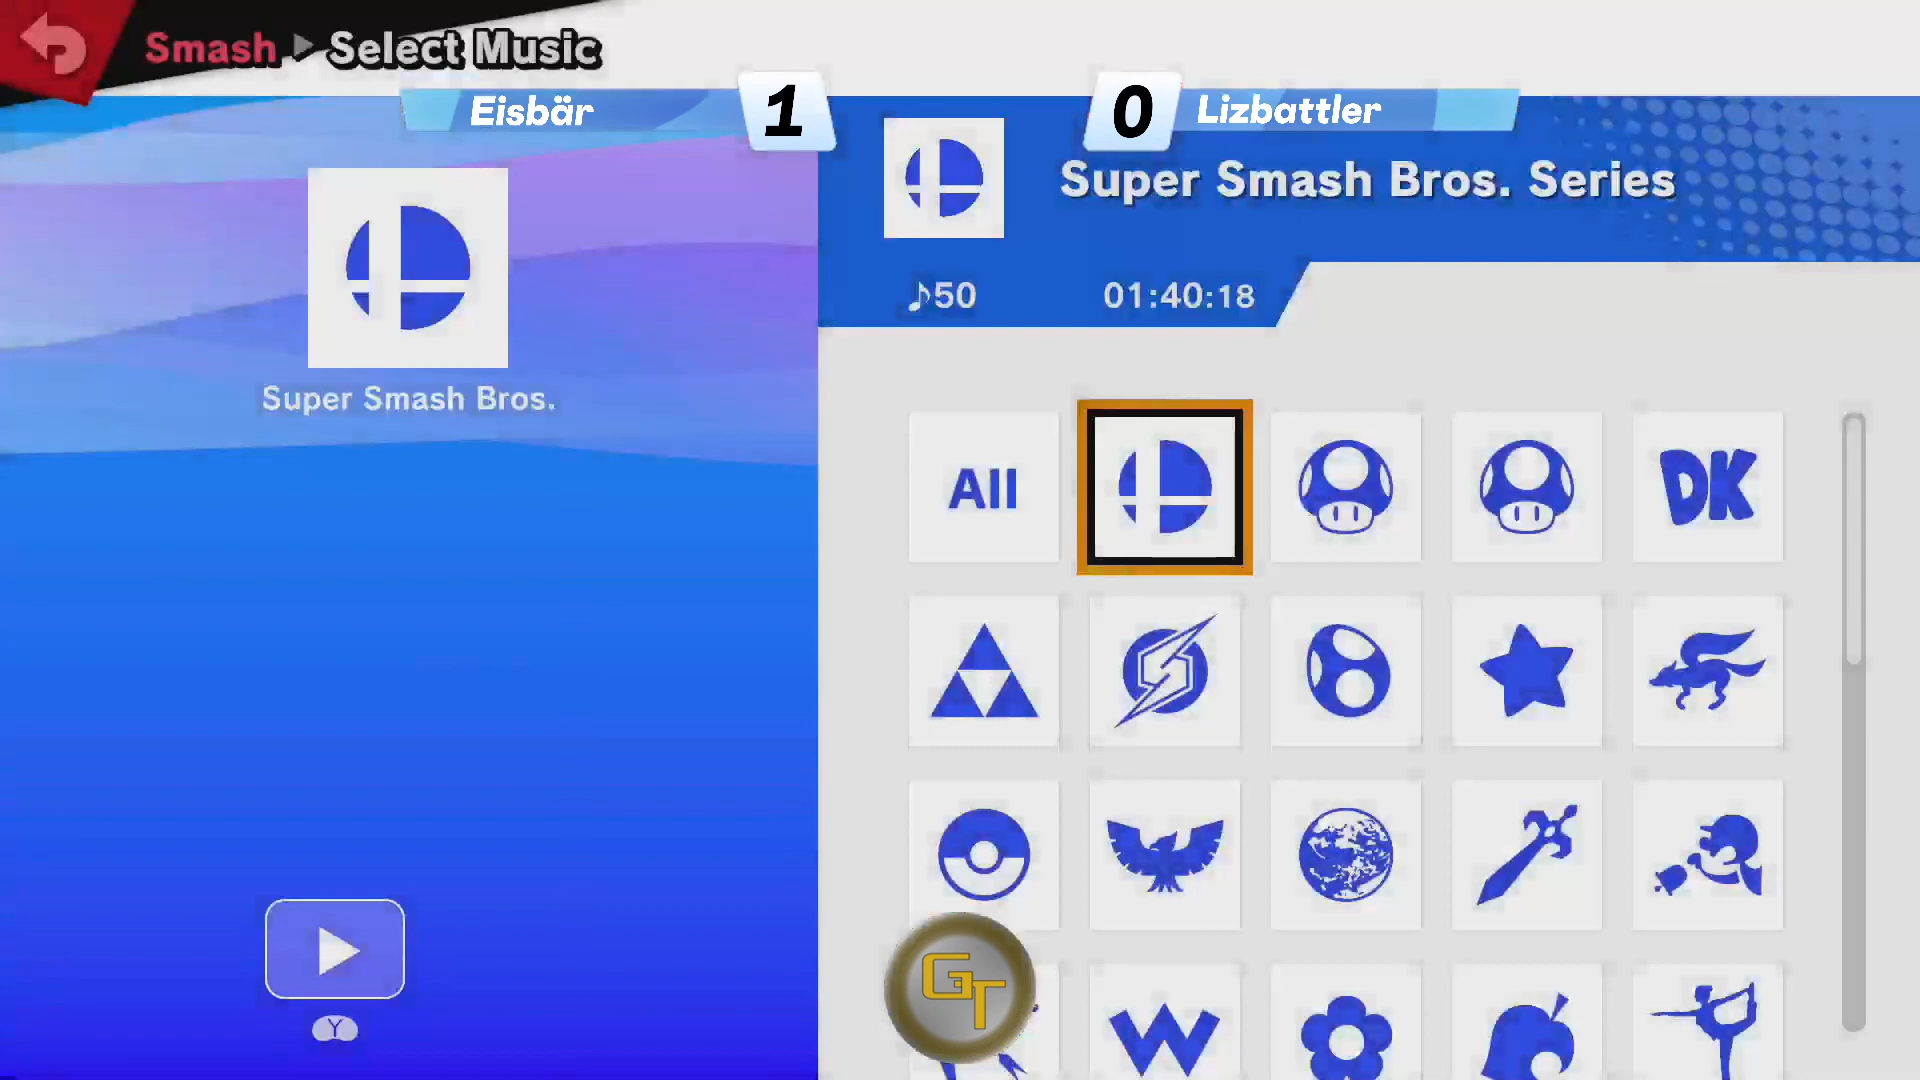 Smash ▶ Select Music
Eisbär 1 0 Lizbattler
Super Smash Bros. Series
♪50 01:40:18
Super Smash Bros.
All
DK
GT
Y